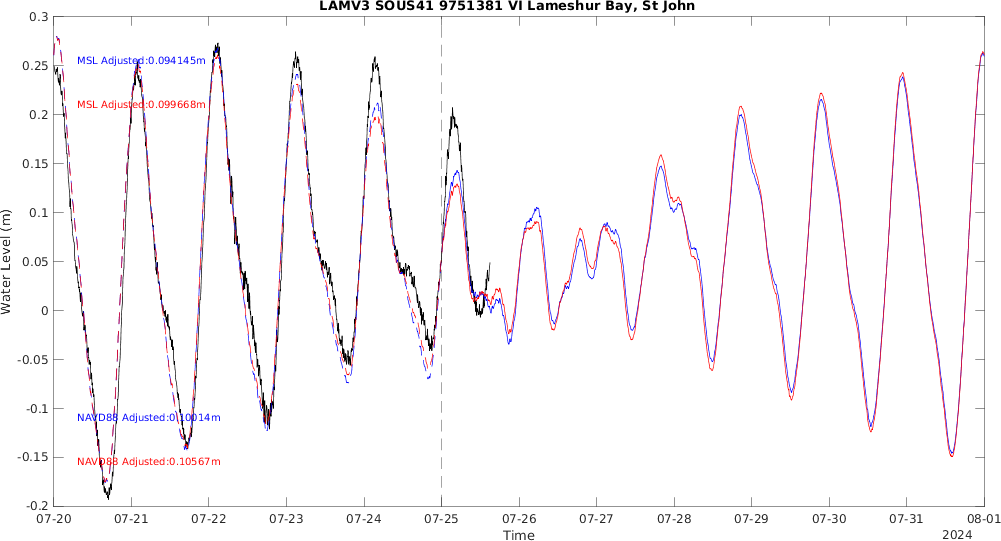 LAMV3 SOUS41 9751381 VI Lameshur Bay, St John
0.3
0.25
0.2
0.15
0.1
0.05
0
-0.05
-0.1
-0.15
-0.2
Water Level (m)
MSL Adjusted:0.094145m
MSL Adjusted:0.099668m
NAVD88 Adjusted:0.10014m
NAVD88 Adjusted:0.10567m
07-20 07-21 07-22 07-23 07-24 07-25 07-26 07-27 07-28 07-29 07-30 07-31 08-01
Time
2024